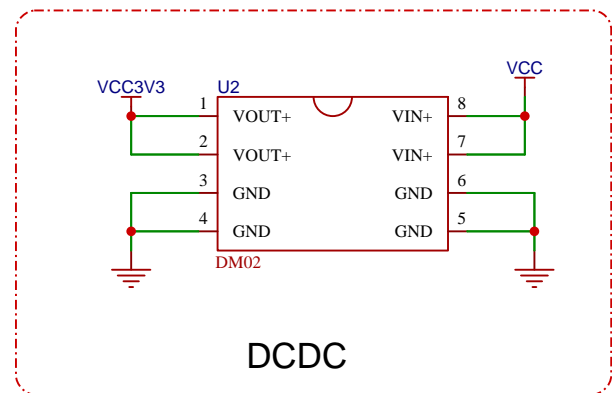 VCC3V3
U2
VCC
1 VOUT+ VIN+ 8
2 VOUT+ VIN+ 7
3 GND GND 6
4 GND GND 5
DM02
DCDC